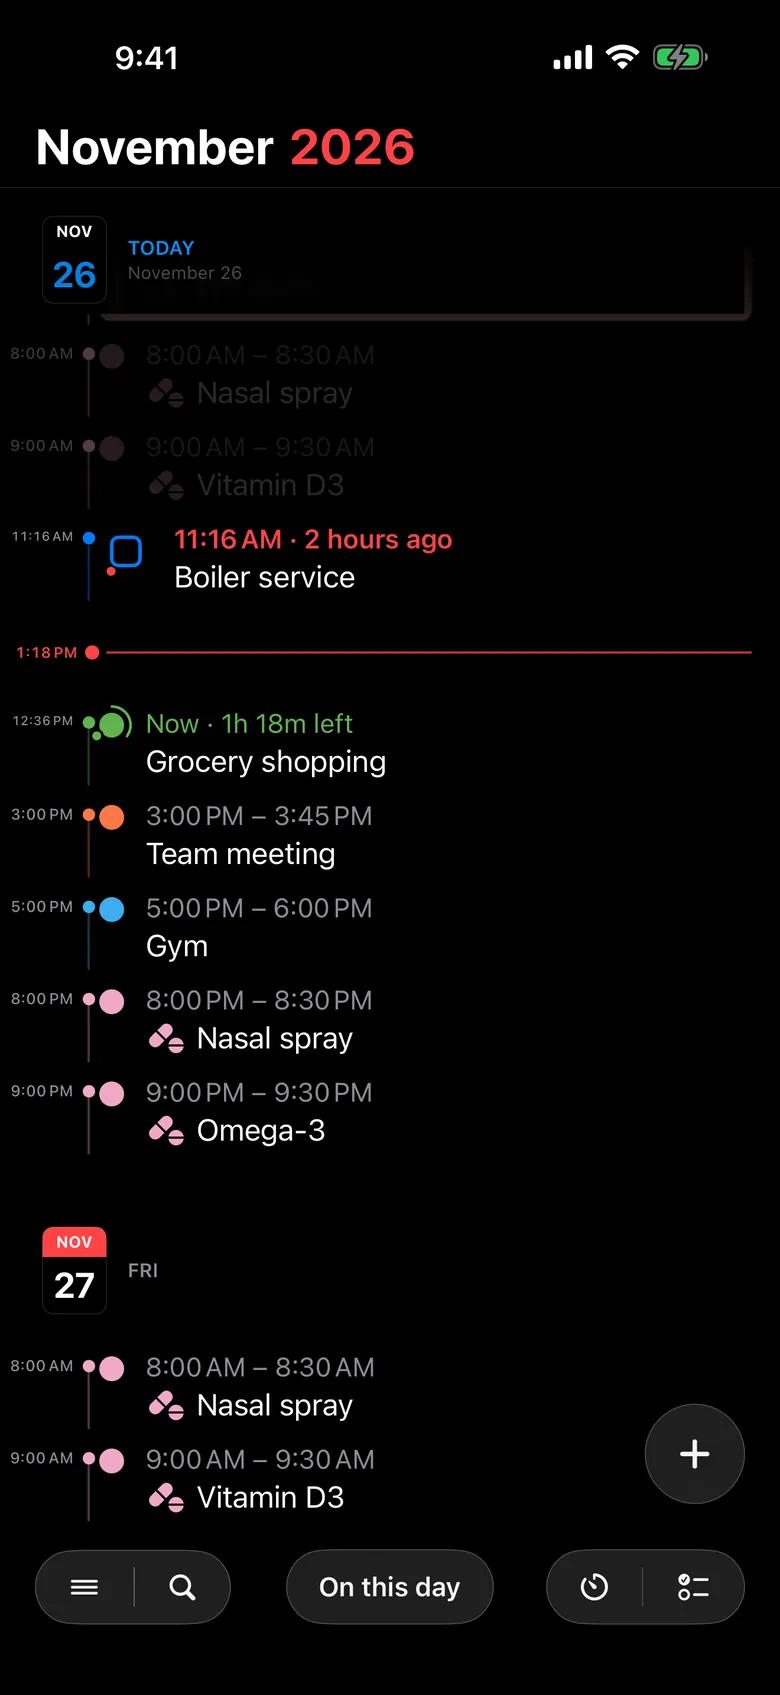 9:41
November 2026
NOV
26
TODAY
November 26
8:00 AM
8:00 AM – 8:30 AM
Nasal spray
9:00 AM
9:00 AM – 9:30 AM
Vitamin D3
11:16 AM
11:16 AM · 2 hours ago
Boiler service
1:18 PM
12:36 PM
Now · 1h 18m left
Grocery shopping
3:00 PM
3:00 PM – 3:45 PM
Team meeting
5:00 PM
5:00 PM – 6:00 PM
Gym
8:00 PM
8:00 PM – 8:30 PM
Nasal spray
9:00 PM
9:00 PM – 9:30 PM
Omega-3
NOV
27
FRI
8:00 AM
8:00 AM – 8:30 AM
Nasal spray
9:00 AM
9:00 AM – 9:30 AM
Vitamin D3
On this day